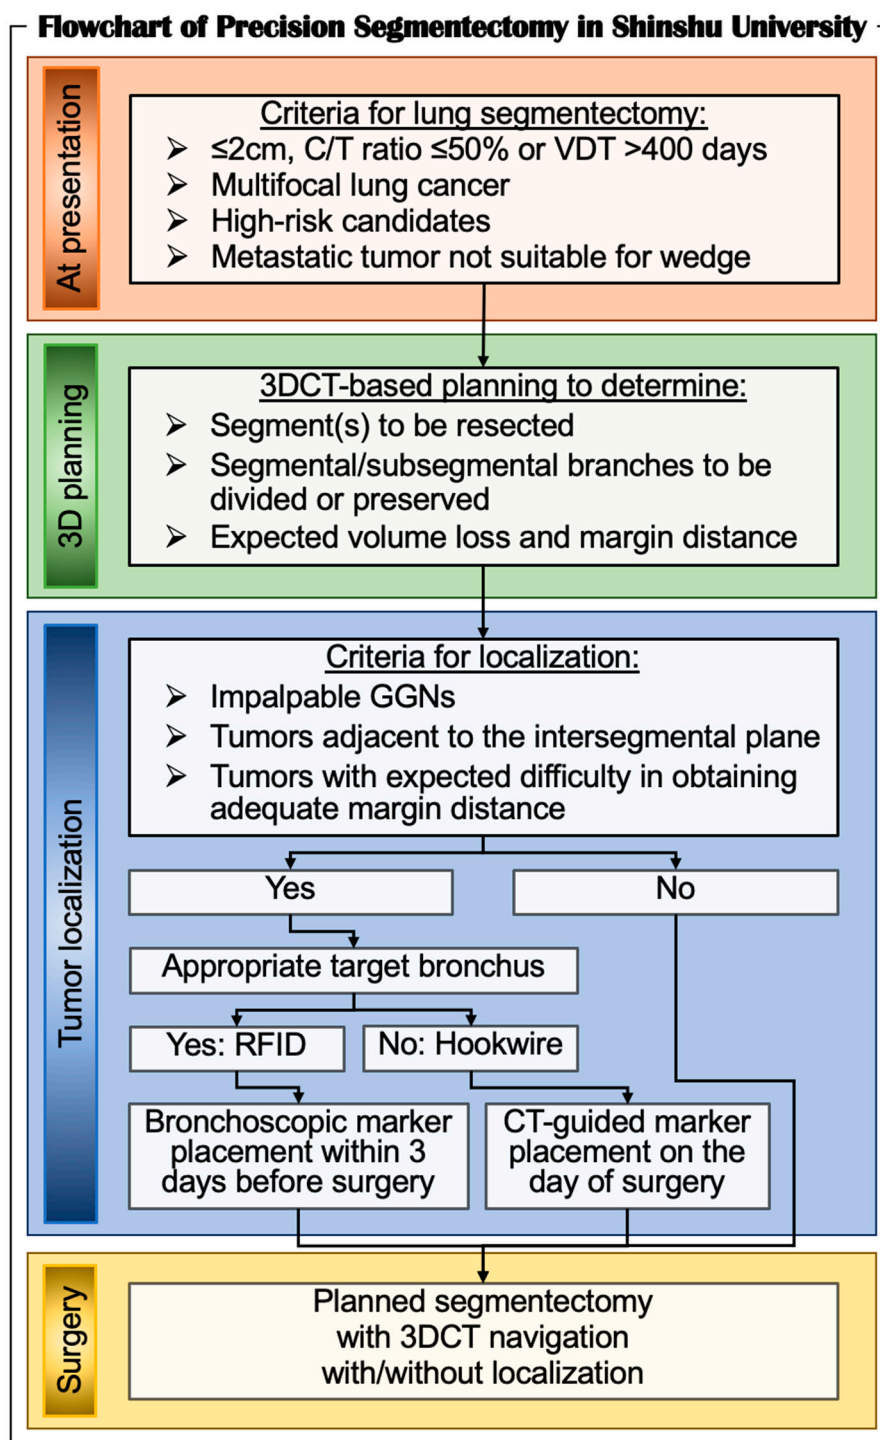 Flowchart of Precision Segmentectomy in Shinshu University
At presentation
Criteria for lung segmentectomy:
➢ ≤2cm, C/T ratio ≤50% or VDT >400 days
➢ Multifocal lung cancer
➢ High-risk candidates
➢ Metastatic tumor not suitable for wedge
3D planning
3DCT-based planning to determine:
➢ Segment(s) to be resected
➢ Segmental/subsegmental branches to be
divided or preserved
➢ Expected volume loss and margin distance
Tumor localization
Criteria for localization:
➢ Impalpable GGNs
➢ Tumors adjacent to the intersegmental plane
➢ Tumors with expected difficulty in obtaining
adequate margin distance
Yes
No
Appropriate target bronchus
Yes: RFID
No: Hookwire
Bronchoscopic marker
placement within 3
days before surgery
CT-guided marker
placement on the
day of surgery
Surgery
Planned segmentectomy
with 3DCT navigation
with/without localization